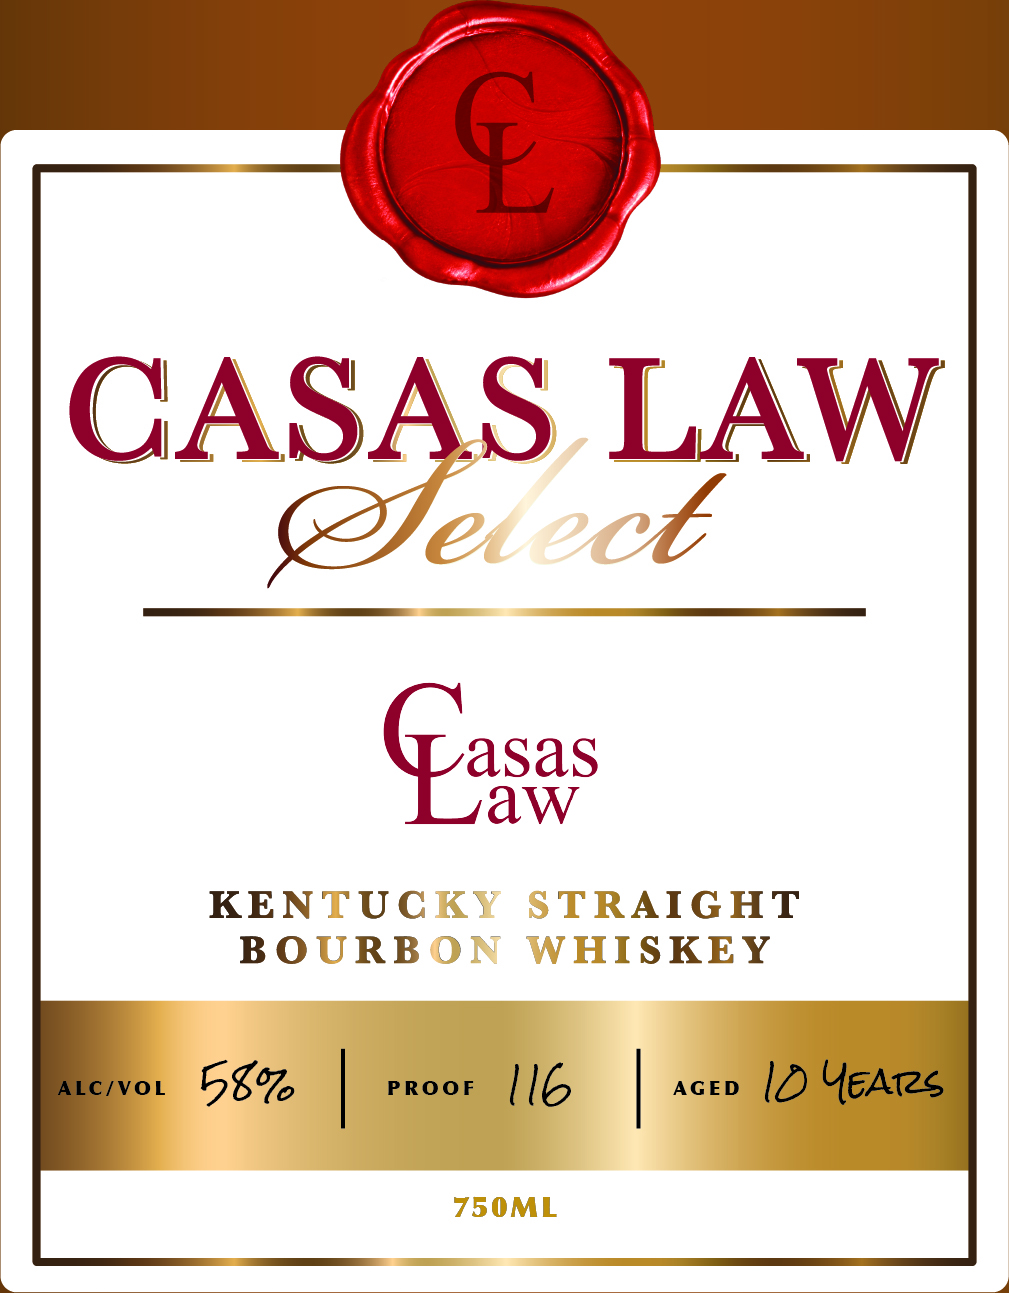 CL
CASAS LAW
Select
Casas
Law
KENTUCKY STRAIGHT
BOURBON WHISKEY
ALC/VOL 58% PROOF 116 AGED 10 YEARS
750ML